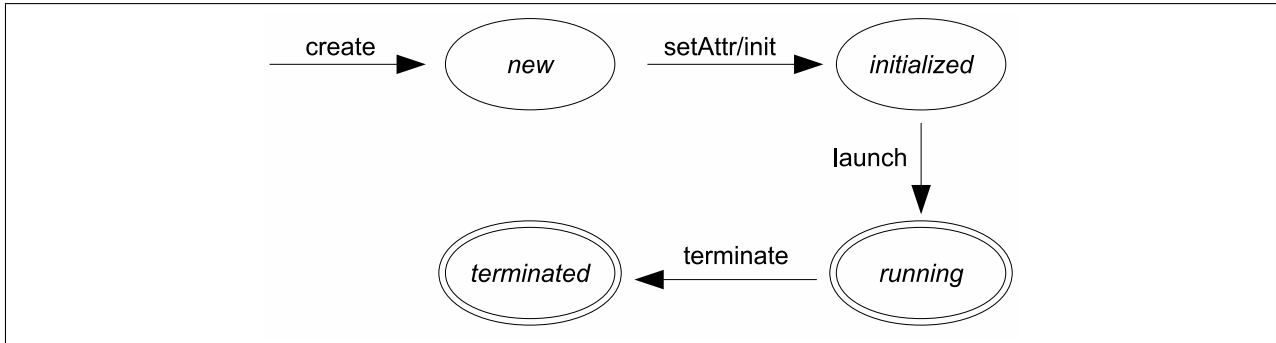 create
new
setAttr/init
initialized
launch
terminated
terminate
running